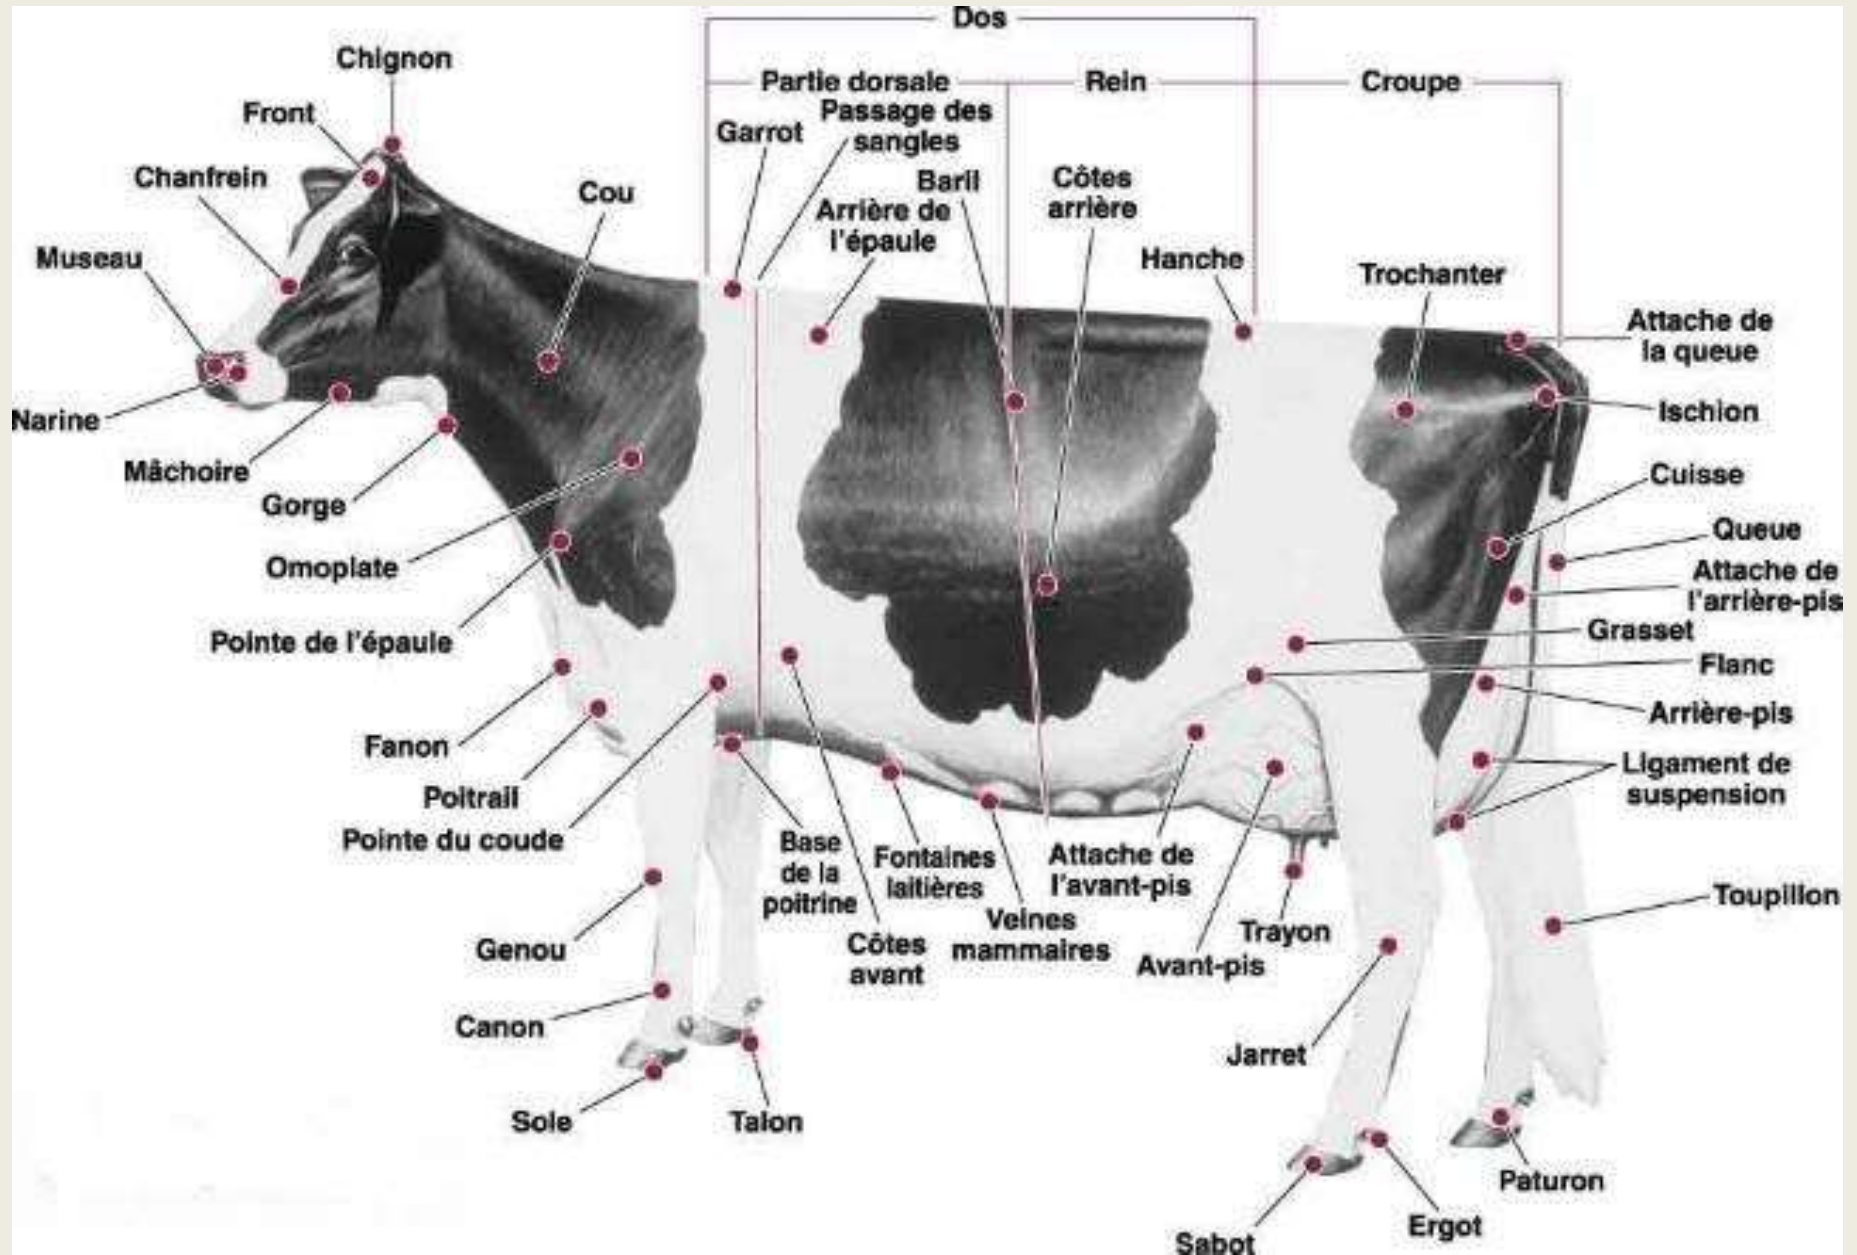 Dos
Chignon
Partie dorsale
Rein
Croupe
Front
Garrot
Passage des
sangles
Chanfrein
Cou
Baril
Côtes
arrière
Arrière de
l'épaule
Museau
Hanche
Trochanter
Attache de
la queue
Narine
Ischion
Mâchoire
Cuisse
Gorge
Queue
Omoplate
Attache de
l'arrière-pis
Pointe de l'épaule
Grasset
Flanc
Arrière-pis
Fanon
Ligament de
suspension
Poitrail
Pointe du coude
Base
de la
poitrine
Fontaines
laitières
Attache de
l'avant-pis
Toupillon
Veines
mammaires
Trayon
Genou
Côtes
avant
Avant-pis
Canon
Jarret
Sole
Talon
Paturon
Ergot
Sabot